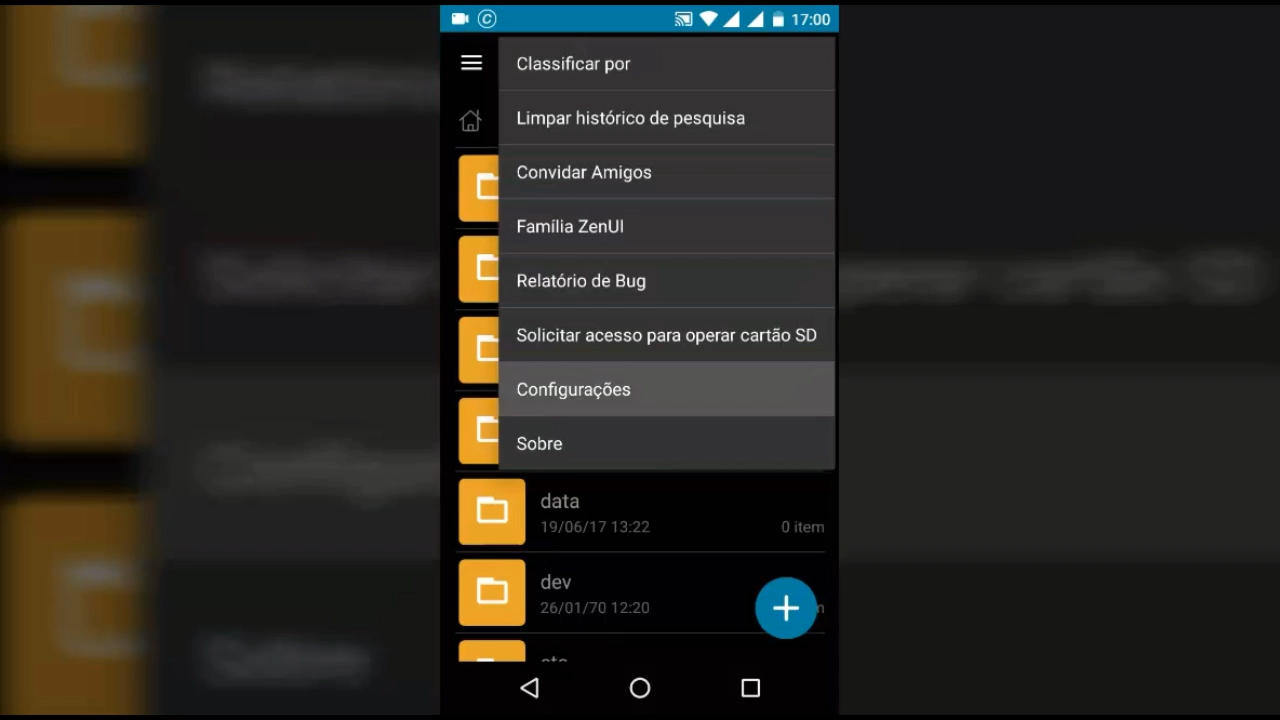 17:00
Classificar por
Limpar histórico de pesquisa
Convidar Amigos
Família ZenUI
Relatório de Bug
Solicitar acesso para operar cartão SD
Configurações
Sobre
data
19/06/17 13:22
0 item
dev
26/01/70 12:20